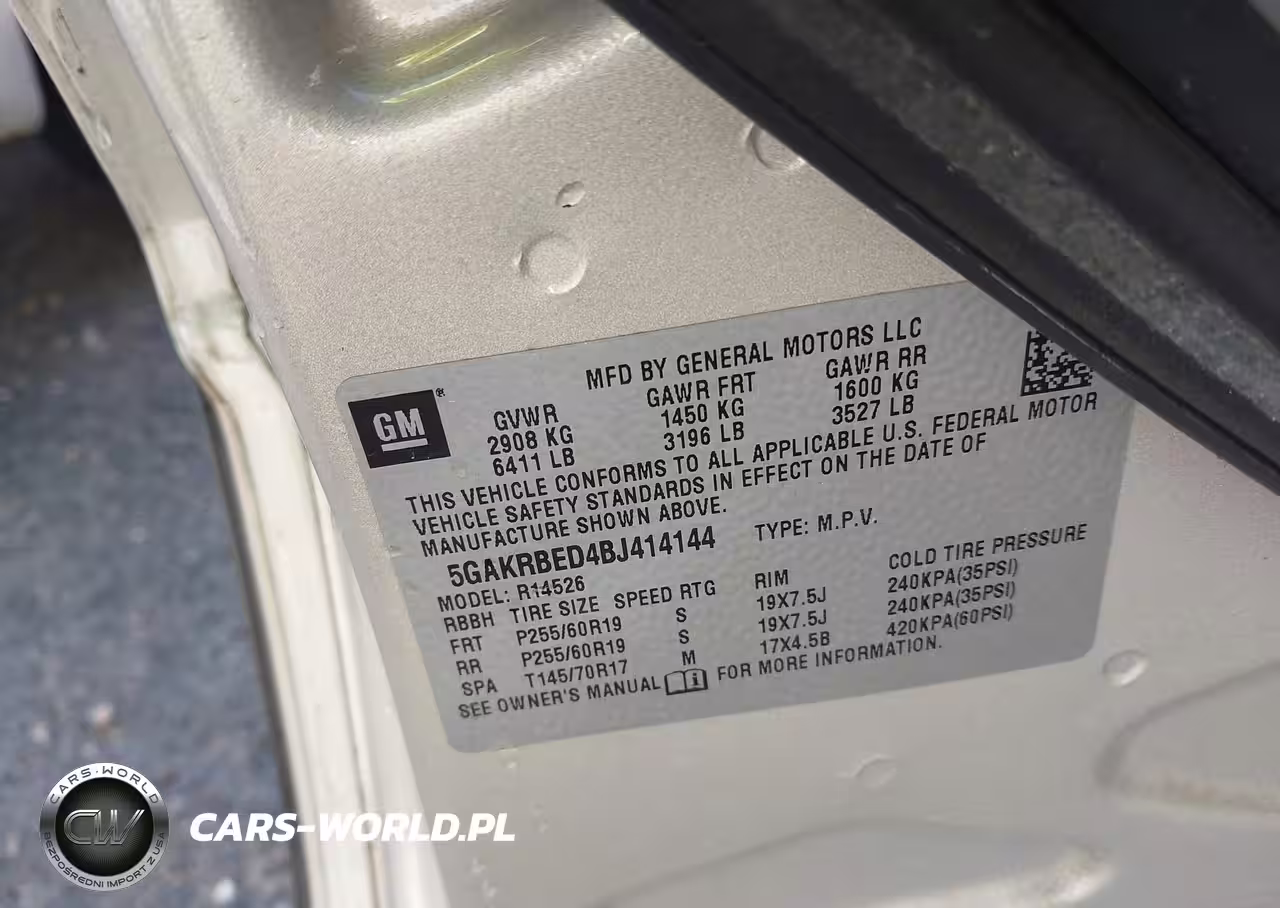 MFD BY GENERAL MOTORS LLC
GM®
GVWR GAWR FRT GAWR RR
2908 KG 1450 KG 1600 KG
6411 LB 3196 LB 3527 LB
THIS VEHICLE CONFORMS TO ALL APPLICABLE U.S. FEDERAL MOTOR
VEHICLE SAFETY STANDARDS IN EFFECT ON THE DATE OF
MANUFACTURE SHOWN ABOVE.
5GAKRBED4BJ414144 TYPE: M.P.V.
MODEL: R14526
RBBH TIRE SIZE SPEED RTG RIM COLD TIRE PRESSURE
FRT P255/60R19 S 19X7.5J 240KPA(35PSI)
RR P255/60R19 S 19X7.5J 240KPA(35PSI)
SPA T145/70R17 M 17X4.5B 420KPA(60PSI)
SEE OWNER'S MANUAL FOR MORE INFORMATION.
CARS-WORLD
CW
BEZPOŚREDNI IMPORT Z USA
CARS-WORLD.PL